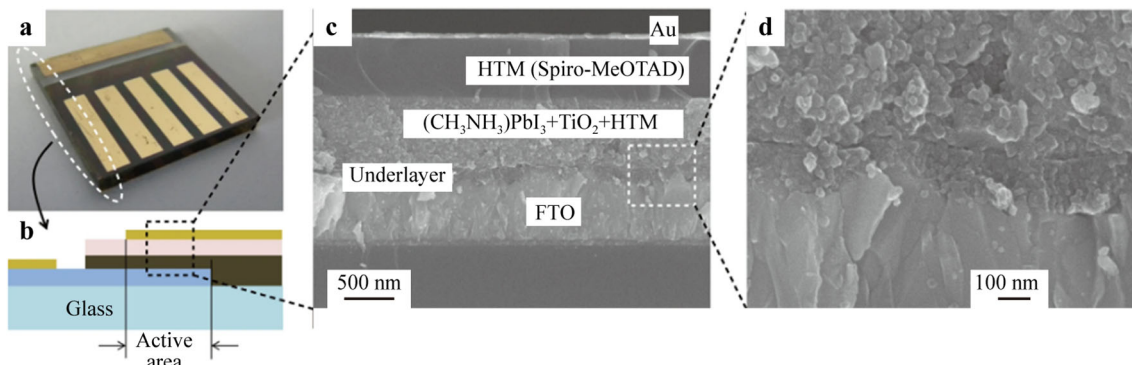 a
b
Glass
Active
area
c
Au
HTM (Spiro-MeOTAD)
(CH₃NH₃)PbI₃+TiO₂+HTM
Underlayer
FTO
500 nm
d
100 nm